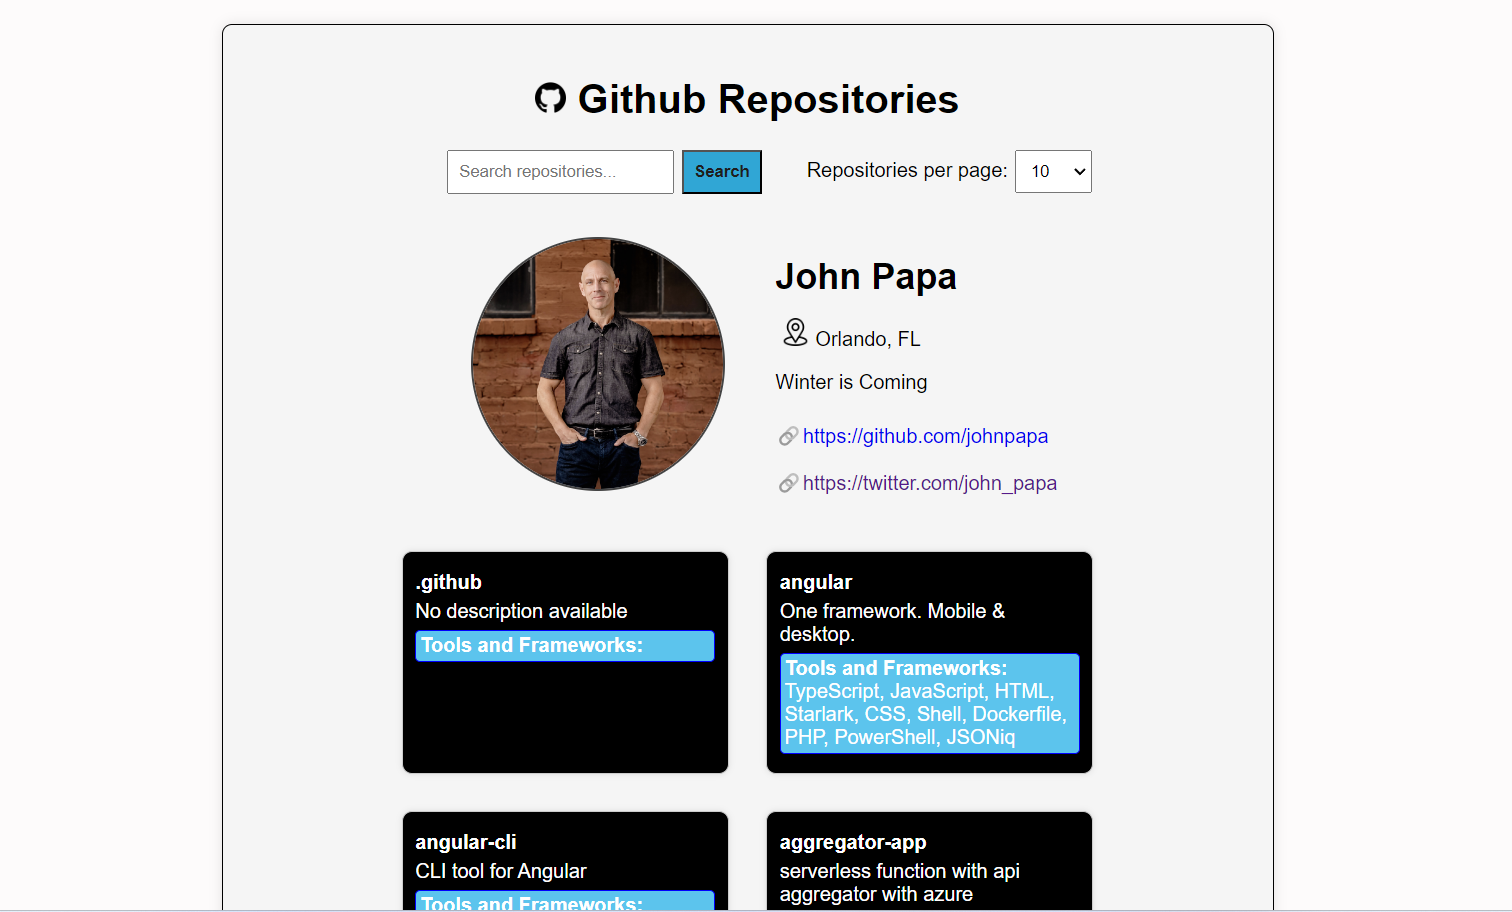 Github Repositories
Search repositories...
Search
Repositories per page:
10
John Papa
Orlando, FL
Winter is Coming
https://github.com/johnpapa
https://twitter.com/john_papa
.github
No description available
Tools and Frameworks:
angular
One framework. Mobile &
desktop.
Tools and Frameworks:
TypeScript, JavaScript, HTML,
Starlark, CSS, Shell, Dockerfile,
PHP, PowerShell, JSONiq
angular-cli
CLI tool for Angular
Tools and Frameworks:
aggregator-app
serverless function with api
aggregator with azure